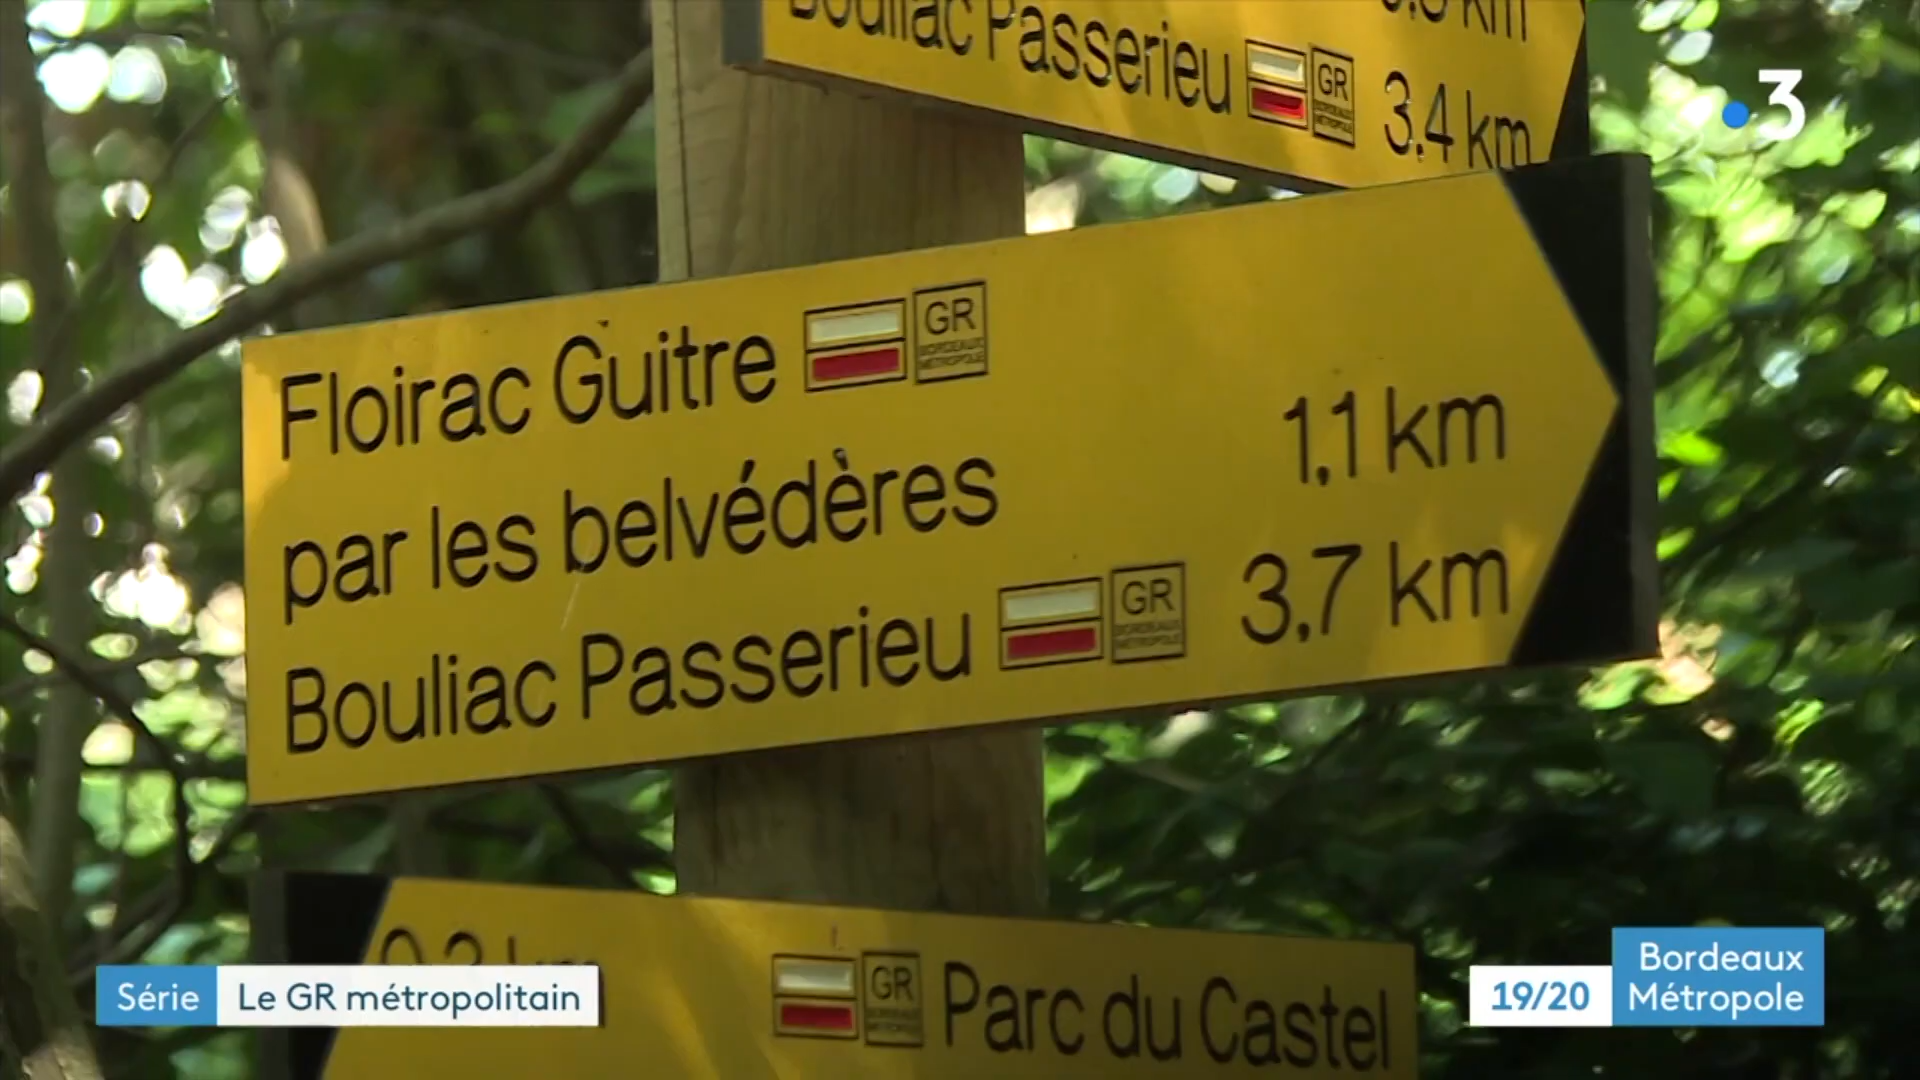 Bouliac Passerieu GR BORDEAUX MÉTROPOLE 3,4 km
3
Floirac Guitre GR BORDEAUX MÉTROPOLE
par les belvédères 1,1 km
Bouliac Passerieu GR BORDEAUX MÉTROPOLE 3,7 km
GR BORDEAUX MÉTROPOLE Parc du Castel
Série Le GR métropolitain
19/20 Bordeaux
Métropole